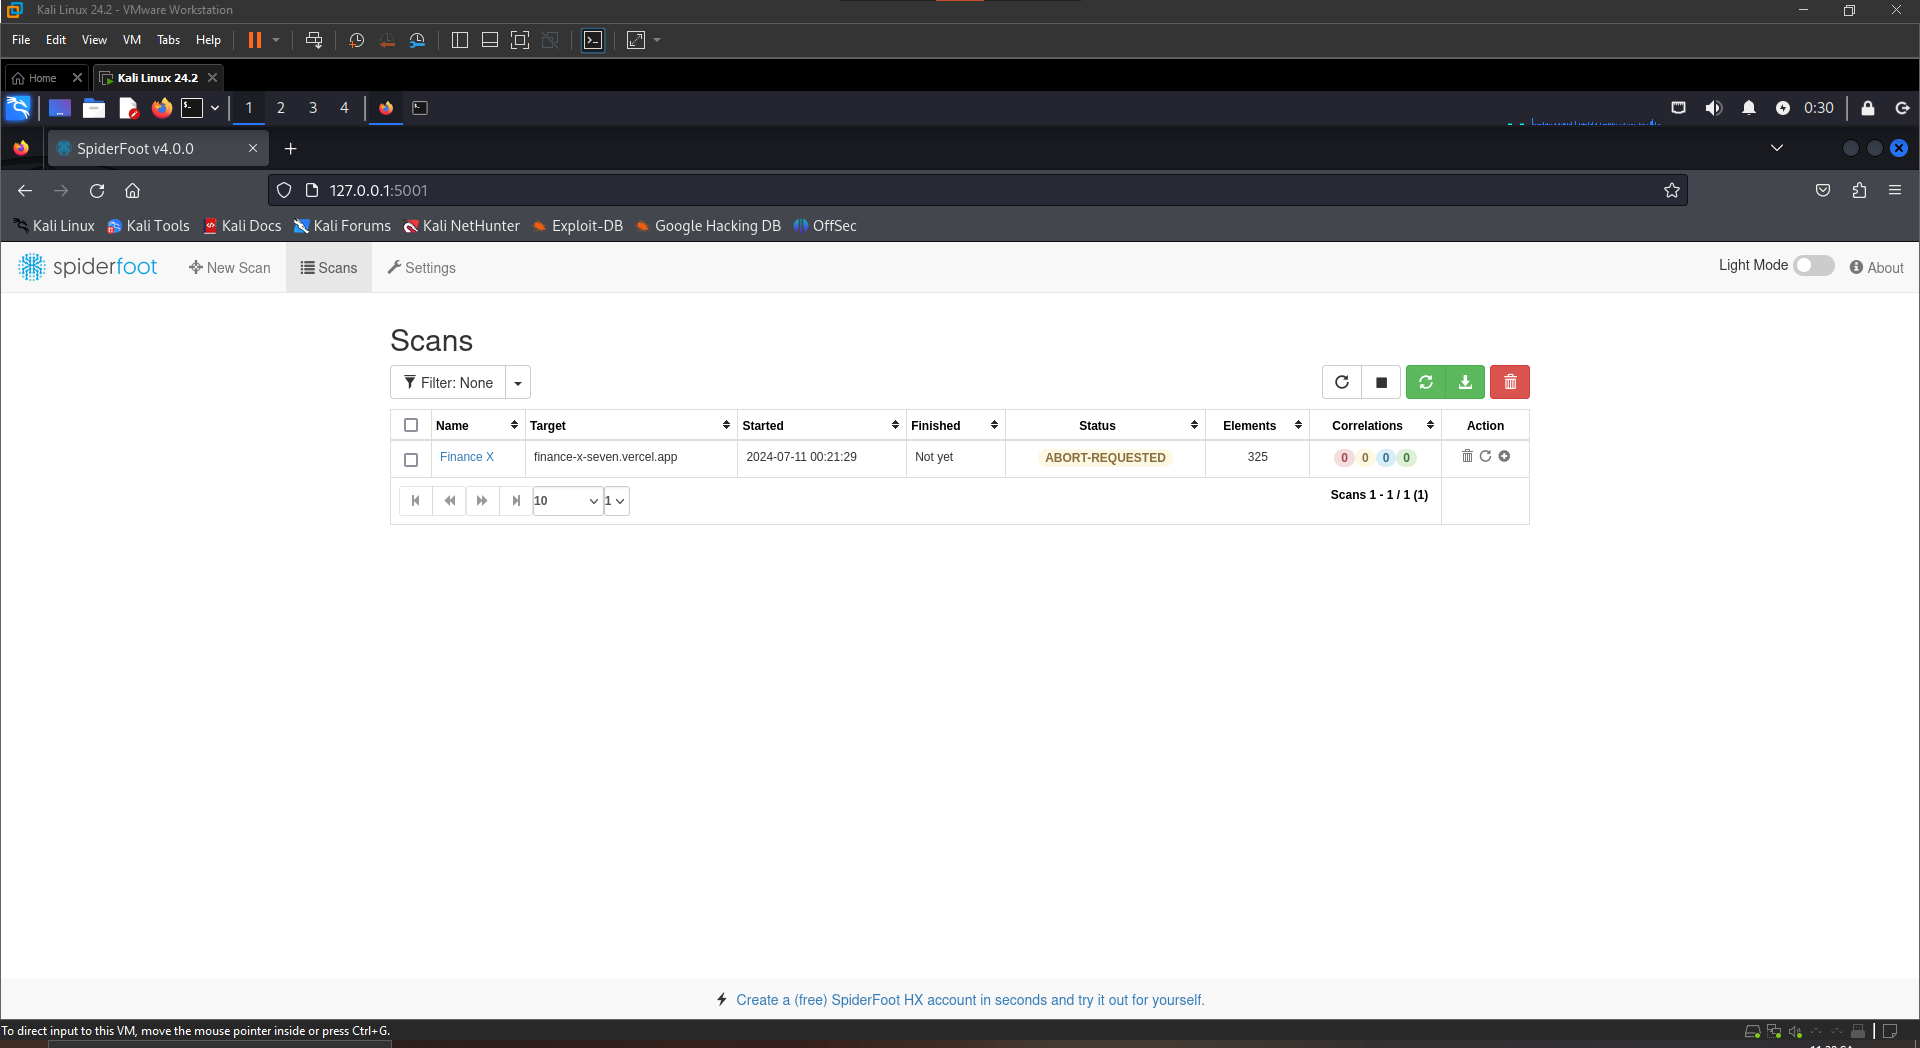 Kali Linux 24.2 - VMware Workstation
File Edit View VM Tabs Help
Home Kali Linux 24.2
1 2 3 4 0:30
SpiderFoot v4.0.0
127.0.0.1:5001
Kali Linux Kali Tools Kali Docs Kali Forums Kali NetHunter Exploit-DB Google Hacking DB OffSec
spiderfoot New Scan Scans Settings Light Mode About
Scans
Filter: None
Name Target Started Finished Status Elements Correlations Action
Finance X finance-x-seven.vercel.app 2024-07-11 00:21:29 Not yet ABORT-REQUESTED 325 0 0 0 0
10 1 Scans 1 - 1 / 1 (1)
Create a (free) SpiderFoot HX account in seconds and try it out for yourself.
To direct input to this VM, move the mouse pointer inside or press Ctrl+G.